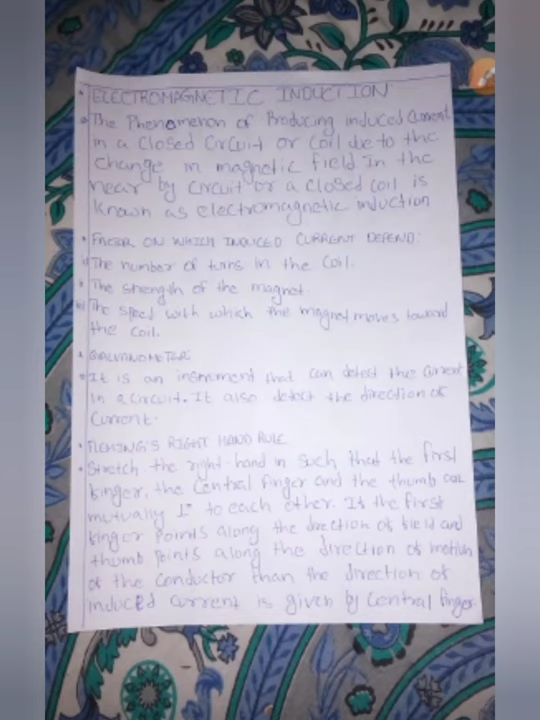 ELECTROMAGNETIC INDUCTION
The Phenomenon of Producing induced Current
in a Closed Circuit or Coil due to the
change in magnetic field in the
near by Circuit or a closed coil is
known as electromagnetic induction
FACTOR ON WHICH INDUCED CURRENT DEPEND:
i) The number of turns in the Coil.
The strength of the magnet.
iii) The speed with which the magnet moves toward
the coil.
GALVANOMETER
It is an instrument that can detect the Current
in a Circuit. It also detect the direction of
Current.
FLEMING'S RIGHT HAND RULE
Stretch the right-hand in such that the first
finger, the Central finger and the thumb are
mutually ⊥ to each other. If the first
finger Points along the direction of field and
thumb Points along the direction of motion
of the Conductor than the direction of
induced current is given by Central finger